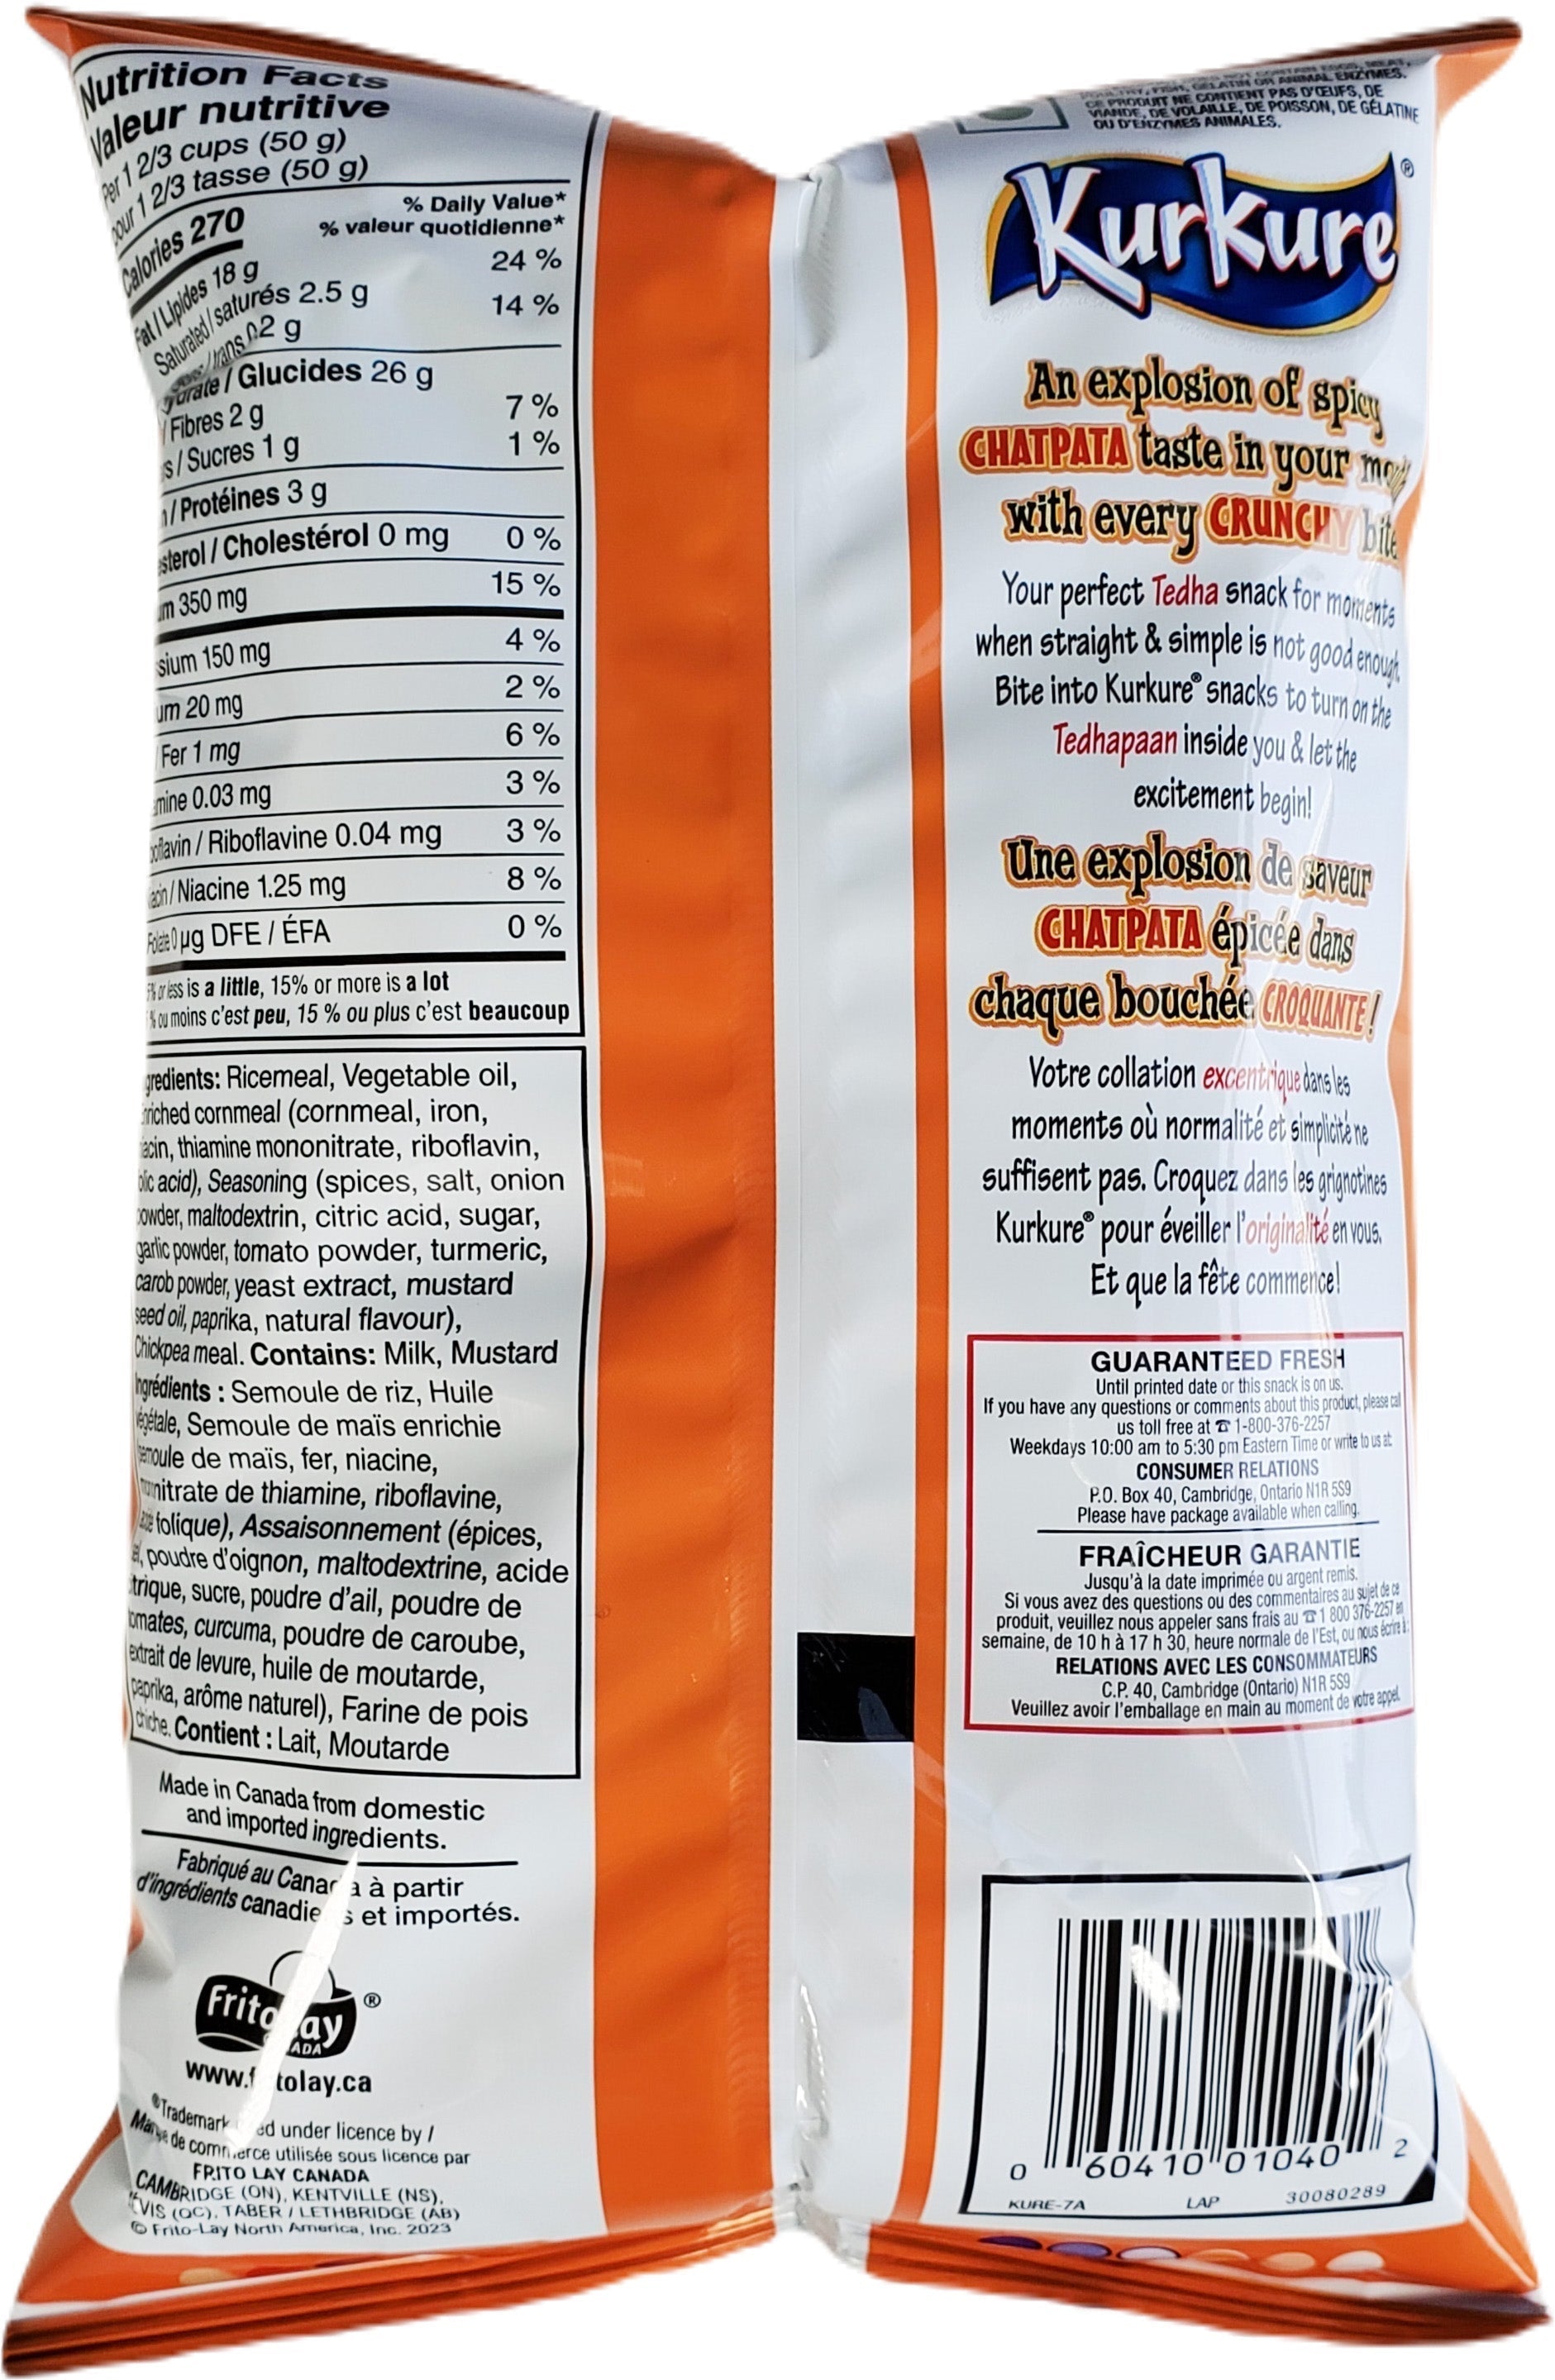 Nutrition Facts
Valeur nutritive
Per 1 2/3 cups (50 g)
pour 1 2/3 tasse (50 g)
Calories 270
% Daily Value*
% valeur quotidienne*
Fat / Lipides 18 g 24 %
Saturated / saturés 2.5 g 14 %
trans 0.2 g
/ Glucides 26 g
/ Fibres 2 g 7 %
/ Sucres 1 g 1 %
/ Protéines 3 g
/ Cholestérol 0 mg 0 %
350 mg 15 %
150 mg 4 %
20 mg 2 %
/ Fer 1 mg 6 %
0.03 mg 3 %
/ Riboflavine 0.04 mg 3 %
/ Niacine 1.25 mg 8 %
Folate 0 µg DFE / ÉFA 0 %
or less is a little, 15% or more is a lot
% ou moins c'est peu, 15 % ou plus c'est beaucoup
Ricemeal, Vegetable oil,
cornmeal (cornmeal, iron,
thiamine mononitrate, riboflavin,
acid), Seasoning (spices, salt, onion
powder, maltodextrin, citric acid, sugar,
garlic powder, tomato powder, turmeric,
carob powder, yeast extract, mustard
seed oil, paprika, natural flavour),
Chickpea meal. Contains: Milk, Mustard
Ingrédients : Semoule de riz, Huile
végétale, Semoule de maïs enrichie
de maïs, fer, niacine,
de thiamine, riboflavine,
folique), Assaisonnement (épices,
poudre d'oignon, maltodextrine, acide
sucre, poudre d'ail, poudre de
curcuma, poudre de caroube,
extrait de levure, huile de moutarde,
paprika, arôme naturel), Farine de pois
chiche. Contient : Lait, Moutarde
Made in Canada from domestic
and imported ingredients.
Fabriqué au Canada à partir
d'ingrédients canadiens et importés.
Frito Lay ®
www.fritolay.ca
®Trademark under licence by /
Marque de commerce utilisée sous licence par
FRITO LAY CANADA
CAMBRIDGE (ON), KENTVILLE (NS),
(QC), TABER / LETHBRIDGE (AB)
© Frito-Lay North America, Inc. 2023
GELATIN OR ANIMAL ENZYMES.
CE PRODUIT NE CONTIENT PAS D'ŒUFS, DE
VIANDE, DE VOLAILLE, DE POISSON, DE GÉLATINE
OU D'ENZYMES ANIMALES.
Kurkure®
An explosion of spicy
CHATPATA taste in your
with every CRUNCHY bite
Your perfect Tedha snack for moments
when straight & simple is not good enough.
Bite into Kurkure® snacks to turn on the
Tedhapaan inside you & let the
excitement begin!
Une explosion de saveur
CHATPATA épicée dans
chaque bouchée CROQUANTE !
Votre collation excentrique dans les
moments où normalité et simplicité ne
suffisent pas. Croquez dans les grignotines
Kurkure® pour éveiller l'originalité en vous.
Et que la fête commence!
GUARANTEED FRESH
Until printed date or this snack is on us.
If you have any questions or comments about this product, please call
us toll free at ☎ 1-800-376-2257
Weekdays 10:00 am to 5:30 pm Eastern Time or write to us at:
CONSUMER RELATIONS
P.O. Box 40, Cambridge, Ontario N1R 5S9
Please have package available when calling.
FRAÎCHEUR GARANTIE
Jusqu'à la date imprimée ou argent remis.
Si vous avez des questions ou des commentaires au sujet de ce
produit, veuillez nous appeler sans frais au ☎ 1 800 376-2257 en
semaine, de 10 h à 17 h 30, heure normale de l'Est, ou nous écrire à:
RELATIONS AVEC LES CONSOMMATEURS
C.P. 40, Cambridge (Ontario) N1R 5S9
Veuillez avoir l'emballage en main au moment de votre appel.
0 60410 01040 2
KURE-7A LAP 30080289